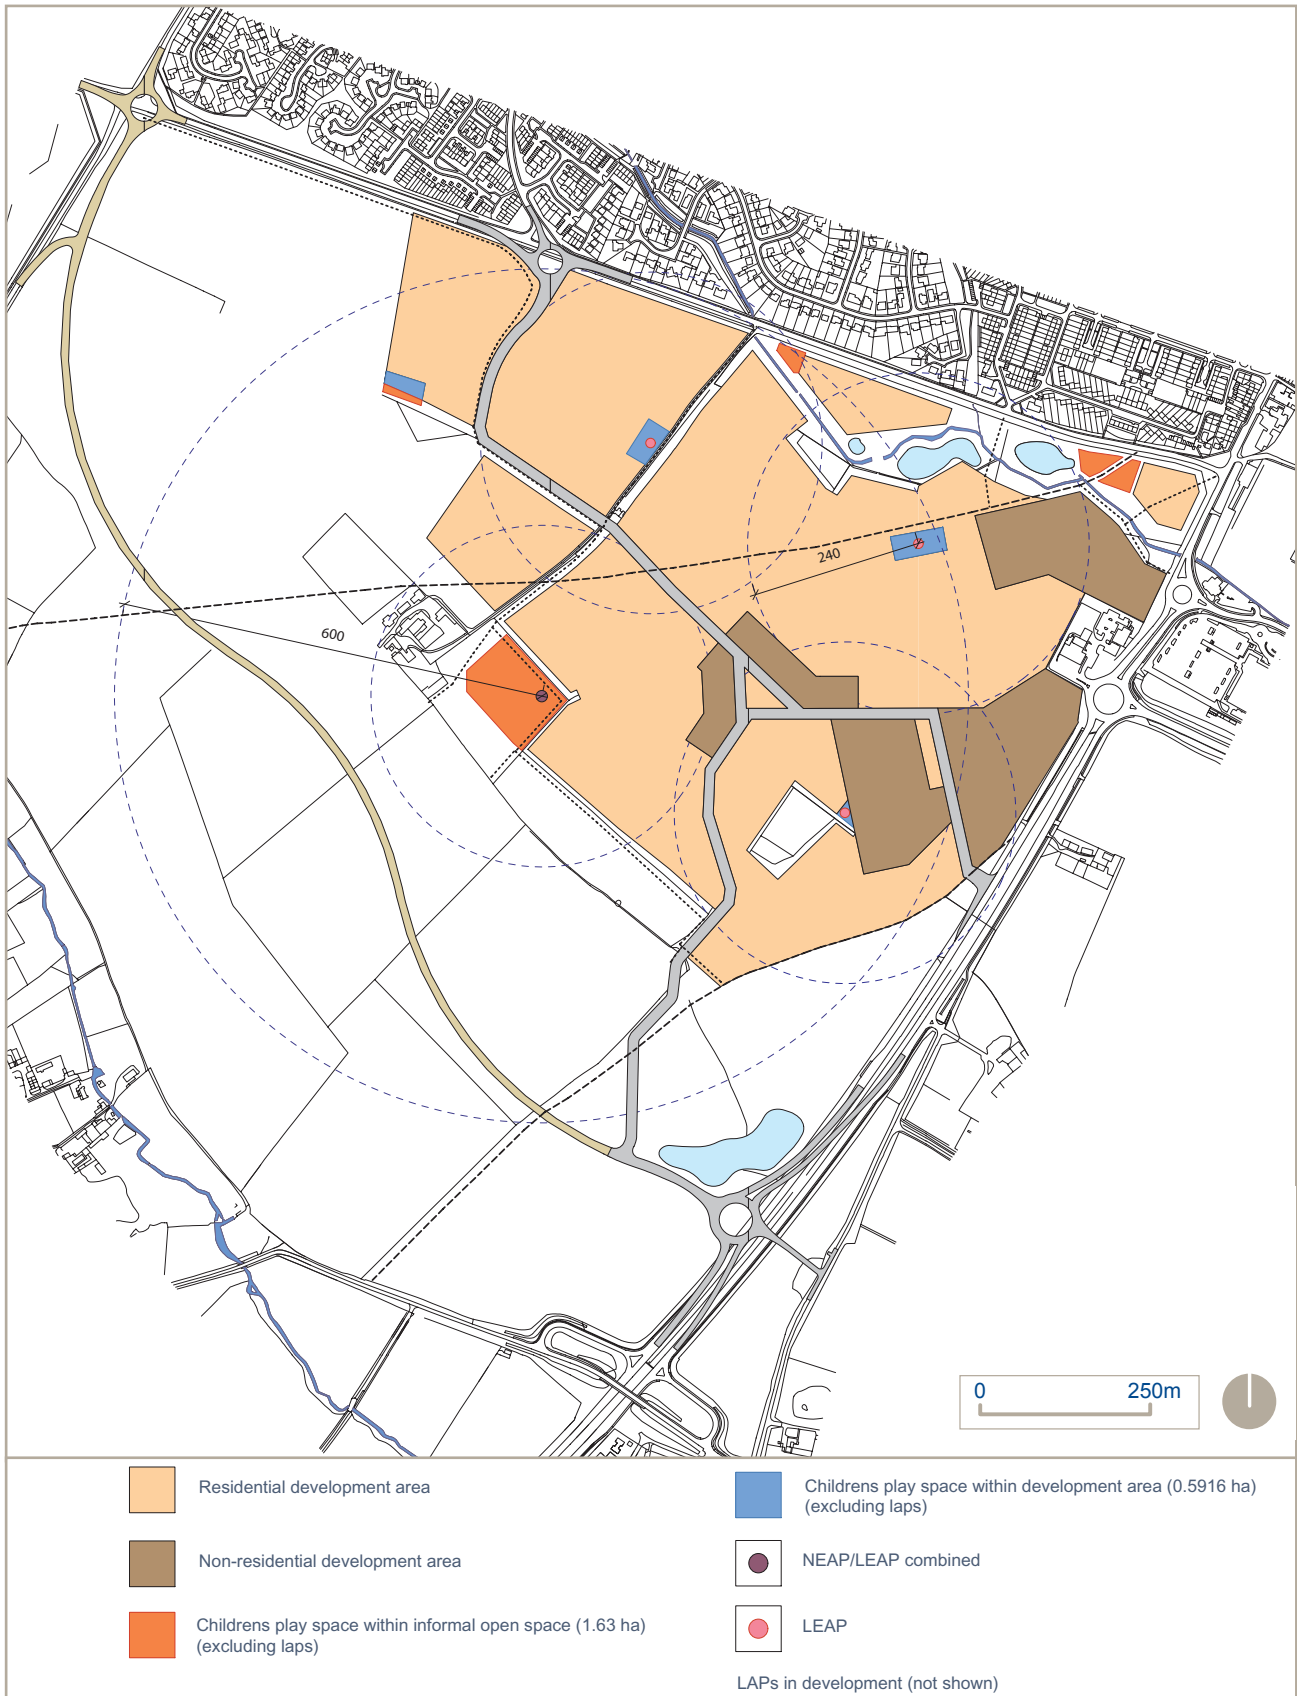 240
600
0 250m
Residential development area
Non-residential development area
Childrens play space within informal open space (1.63 ha)
(excluding laps)
Childrens play space within development area (0.5916 ha)
(excluding laps)
NEAP/LEAP combined
LEAP
LAPs in development (not shown)